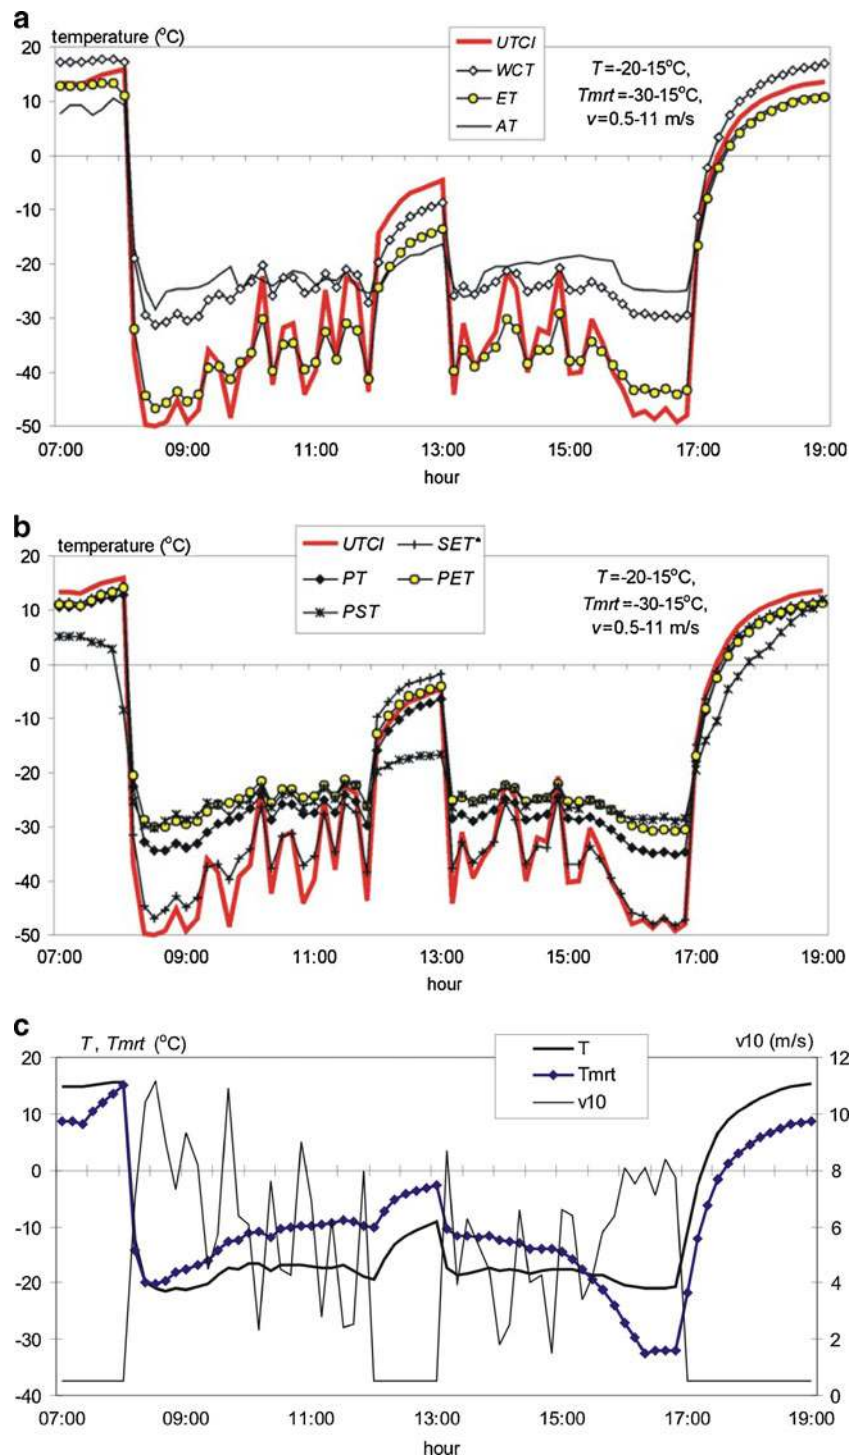 a
temperature (°C)
20
10
0
-10
-20
-30
-40
-50
UTCI
WCT
ET
AT
T=-20-15°C,
Tmrt=-30-15°C,
v=0.5-11 m/s
07:00 09:00 11:00 13:00 15:00 17:00 19:00
hour
b
temperature (°C)
20
10
0
-10
-20
-30
-40
-50
UTCI SET*
PT PET
PST
T=-20-15°C,
Tmrt=-30-15°C,
v=0.5-11 m/s
07:00 09:00 11:00 13:00 15:00 17:00 19:00
hour
c
T, Tmrt (°C)
20
10
0
-10
-20
-30
-40
T
Tmrt
v10
v10 (m/s)
12
10
8
6
4
2
0
07:00 09:00 11:00 13:00 15:00 17:00 19:00
hour